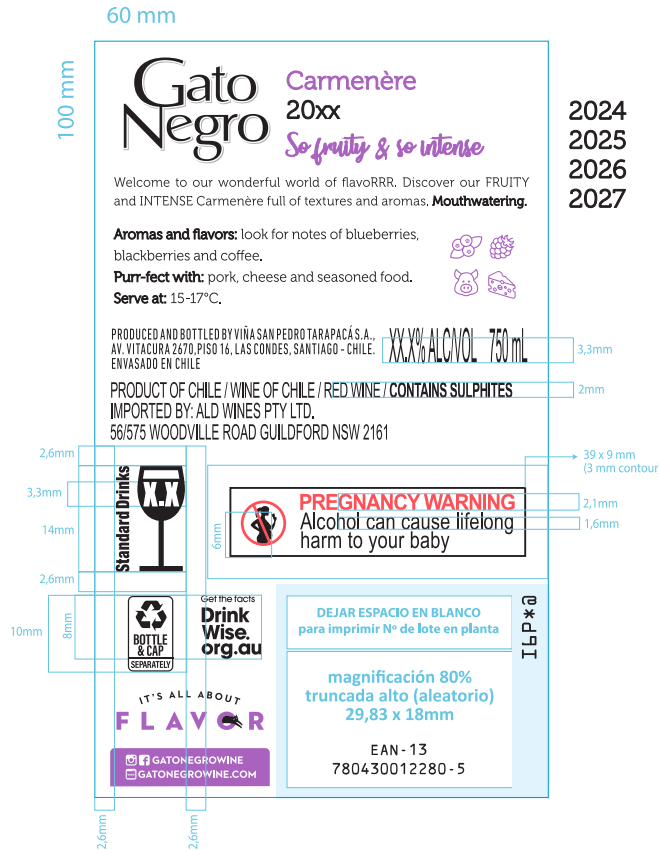 60 mm
100 mm
Gato
Negro
Carmenère
20xx
So fruity & so intense
2024
2025
2026
2027
Welcome to our wonderful world of flavoRRR. Discover our FRUITY
and INTENSE Carmenère full of textures and aromas. Mouthwatering.
Aromas and flavors: look for notes of blueberries,
blackberries and coffee.
Purr-fect with: pork, cheese and seasoned food.
Serve at: 15-17°C.
PRODUCED AND BOTTLED BY VIÑA SAN PEDRO TARAPACÁ S.A.,
AV. VITACURA 2670, PISO 16, LAS CONDES, SANTIAGO - CHILE.
ENVASADO EN CHILE
XX.X% ALC/VOL 750 mL
3,3mm
PRODUCT OF CHILE / WINE OF CHILE / RED WINE / CONTAINS SULPHITES
2mm
IMPORTED BY: ALD WINES PTY LTD.
56/575 WOODVILLE ROAD GUILDFORD NSW 2161
2,6mm
3,3mm
14mm
2,6mm
Standard Drinks
X.X
39 x 9 mm
(3 mm contour
PREGNANCY WARNING
Alcohol can cause lifelong
harm to your baby
6mm
2,1mm
1,6mm
10mm
8mm
BOTTLE
& CAP
SEPARATELY
Get the facts
Drink
Wise.
org.au
DEJAR ESPACIO EN BLANCO
para imprimir Nº de lote en planta
I6P*a
magnificación 80%
truncada alto (aleatorio)
29,83 x 18mm
EAN-13
780430012280-5
IT'S ALL ABOUT
FLAVOR
GATONEGROWINE
GATONEGROWINE.COM
2,6mm
2,6mm